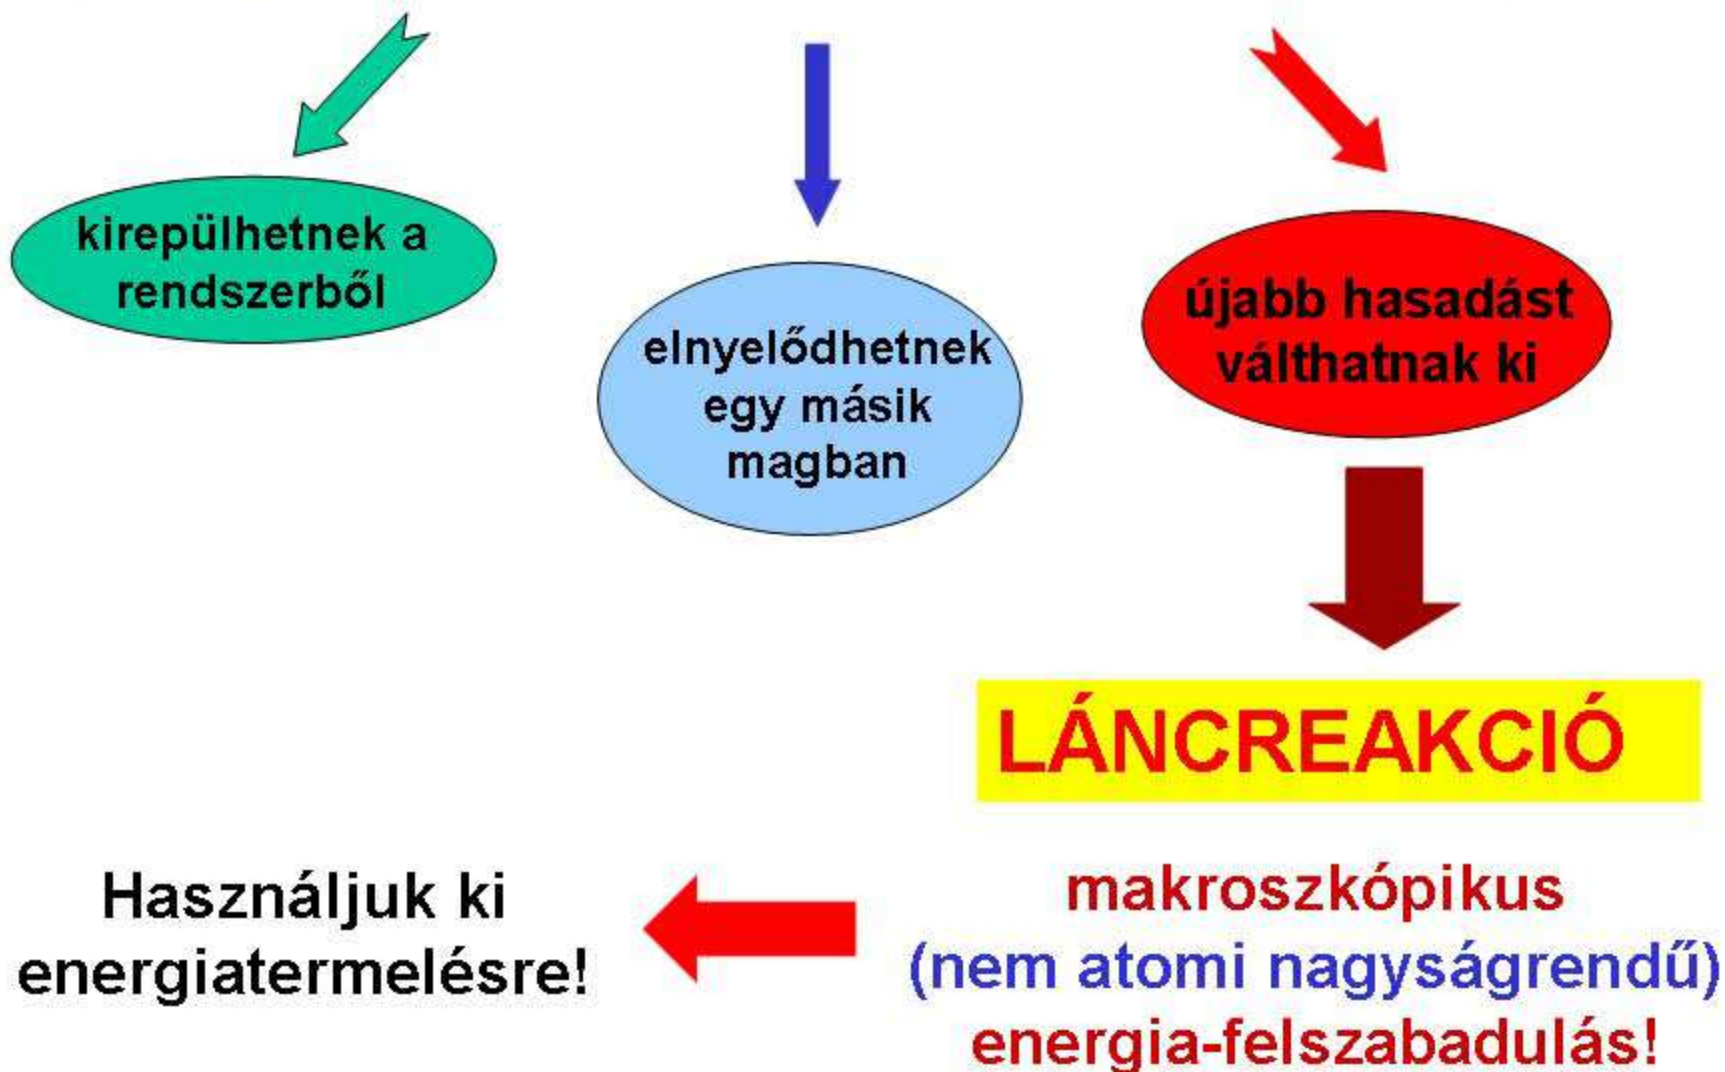 kirepülhetnek a
rendszerből
elnyelődhetnek
egy másik
magban
újabb hasadást
válthatnak ki
LÁNCREAKCIÓ
makroszkópikus
(nem atomi nagyságrendű)
energia-felszabadulás!
Használjuk ki
energiatermelésre!